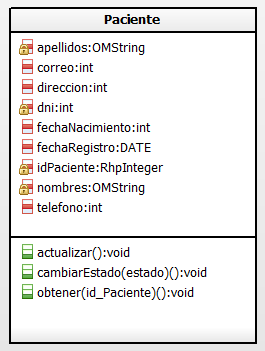 Paciente
apellidos:OMString
correo:int
direccion:int
dni:int
fechaNacimiento:int
fechaRegistro:DATE
idPaciente:RhpInteger
nombres:OMString
telefono:int
actualizar():void
cambiarEstado(estado)():void
obtener(id_Paciente)():void